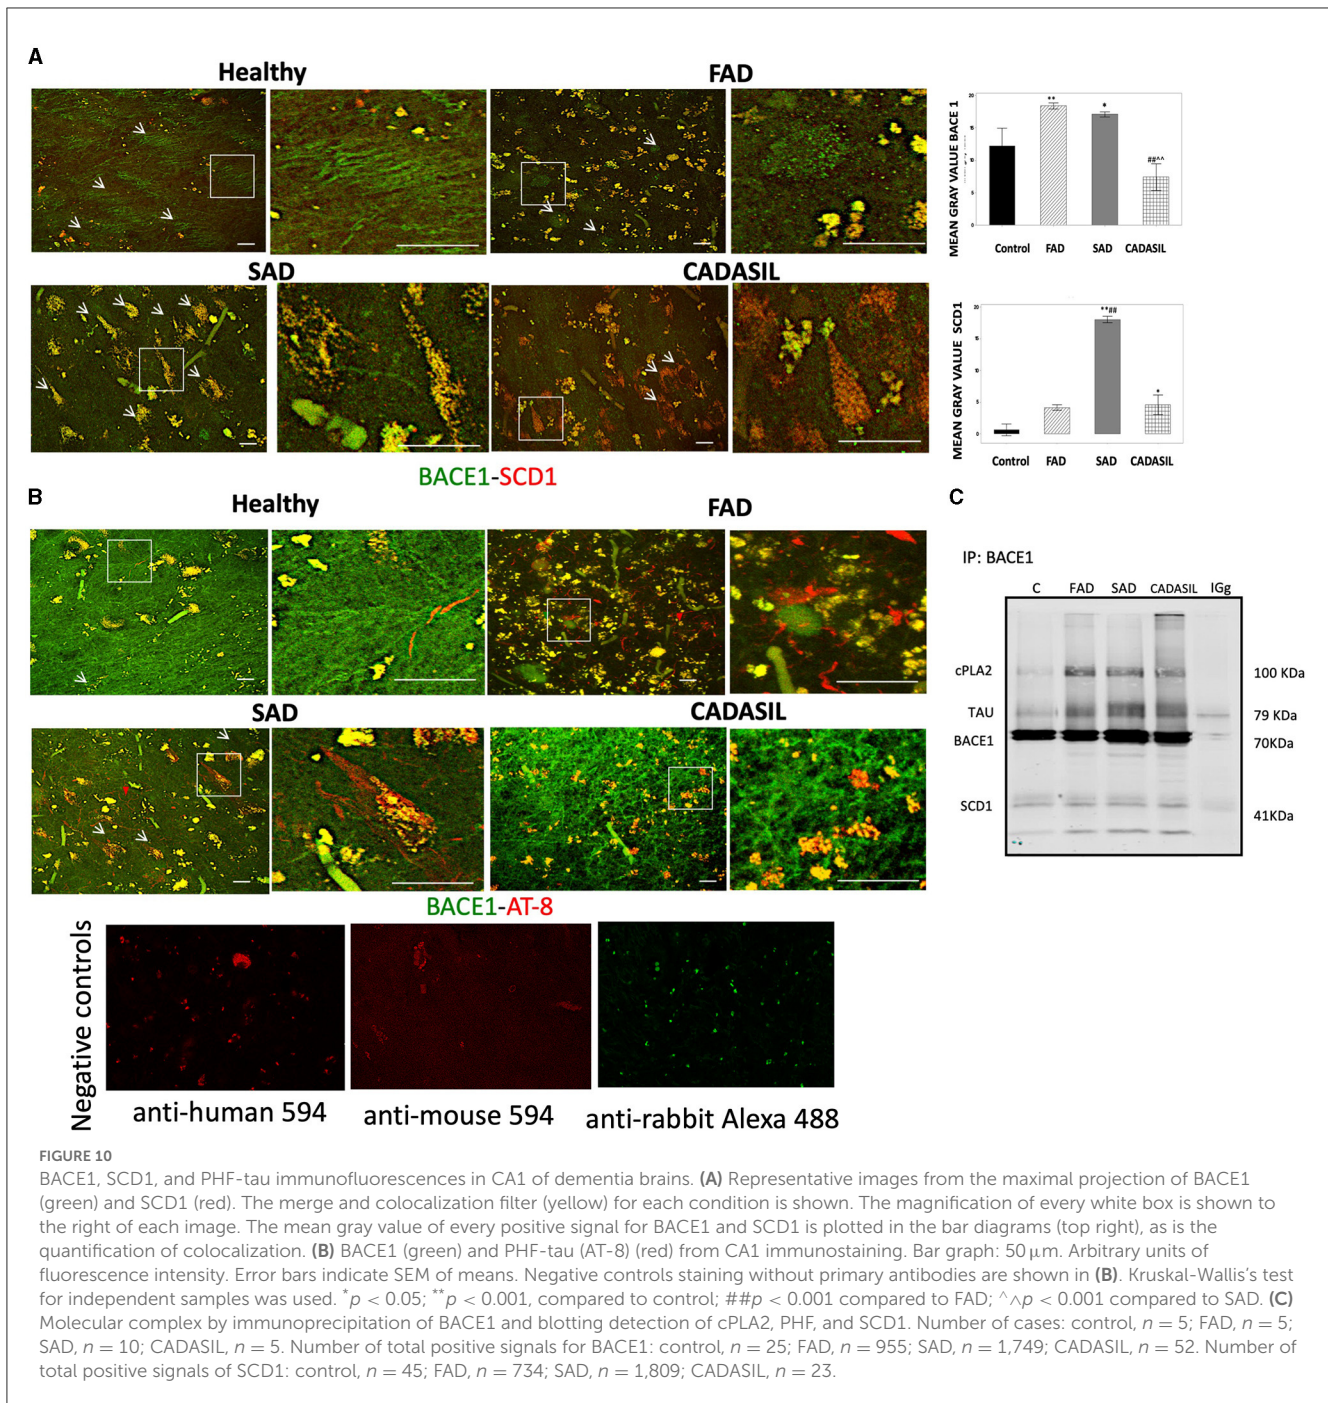 A
Healthy
FAD
SAD
CADASIL
BACE1-SCD1
MEAN GRAY VALUE BACE 1
20
15
10
5
0
**
*
##^^
Control FAD SAD CADASIL
MEAN GRAY VALUE SCD1
20
15
10
5
0
**##
*
Control FAD SAD CADASIL
B
Healthy
FAD
SAD
CADASIL
BACE1-AT-8
Negative controls
anti-human 594
anti-mouse 594
anti-rabbit Alexa 488
C
IP: BACE1
C FAD SAD CADASIL IGg
cPLA2 100 KDa
TAU 79 KDa
BACE1 70KDa
SCD1 41KDa
FIGURE 10
BACE1, SCD1, and PHF-tau immunofluorescences in CA1 of dementia brains. (A) Representative images from the maximal projection of BACE1
(green) and SCD1 (red). The merge and colocalization filter (yellow) for each condition is shown. The magnification of every white box is shown to
the right of each image. The mean gray value of every positive signal for BACE1 and SCD1 is plotted in the bar diagrams (top right), as is the
quantification of colocalization. (B) BACE1 (green) and PHF-tau (AT-8) (red) from CA1 immunostaining. Bar graph: 50 μm. Arbitrary units of
fluorescence intensity. Error bars indicate SEM of means. Negative controls staining without primary antibodies are shown in (B). Kruskal-Wallis's test
for independent samples was used. *p < 0.05; **p < 0.001, compared to control; ##p < 0.001 compared to FAD; ^∧p < 0.001 compared to SAD. (C)
Molecular complex by immunoprecipitation of BACE1 and blotting detection of cPLA2, PHF, and SCD1. Number of cases: control, n = 5; FAD, n = 5;
SAD, n = 10; CADASIL, n = 5. Number of total positive signals for BACE1: control, n = 25; FAD, n = 955; SAD, n = 1,749; CADASIL, n = 52. Number of
total positive signals of SCD1: control, n = 45; FAD, n = 734; SAD, n = 1,809; CADASIL, n = 23.